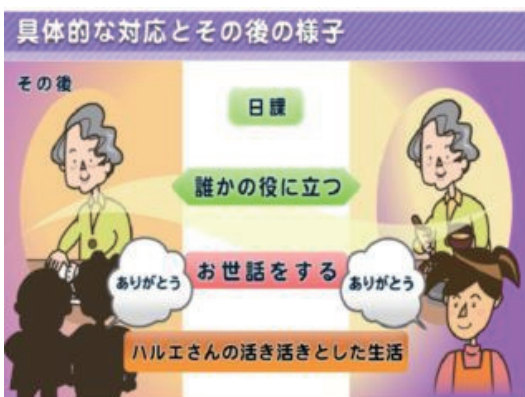 具体的な対応とその後の様子
その後
日課
誰かの役に立つ
お世話をする
ありがとう
ありがとう
ハルエさんの活き活きとした生活